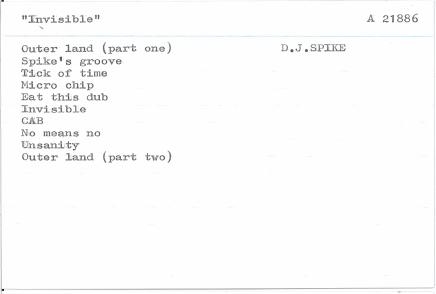 "Invisible" A 21886
Outer land (part one) D.J.SPIKE
Spike's groove
Tick of time
Micro chip
Eat this dub
Invisible
CAB
No means no
Unsanity
Outer land (part two)